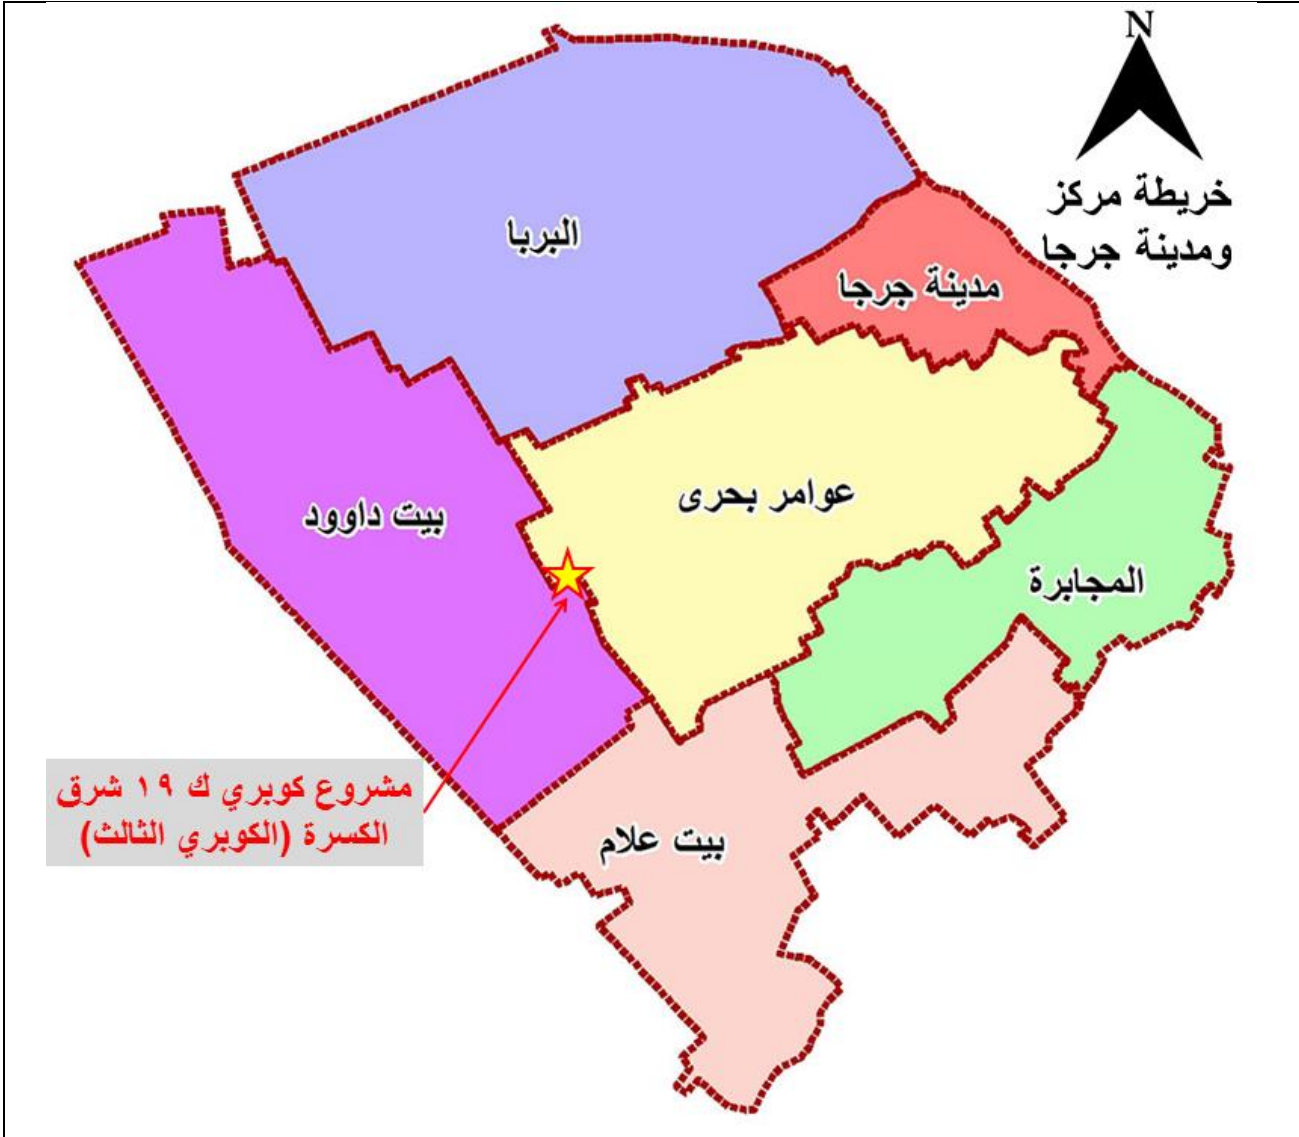 N
خريطة مركز
ومدينة جرجا
البربا
مدينة جرجا
عوامر بحرى
بيت داوود
المجابرة
مشروع كوبري ك ١٩ شرق
الكسرة (الكوبري الثالث)
بيت علام